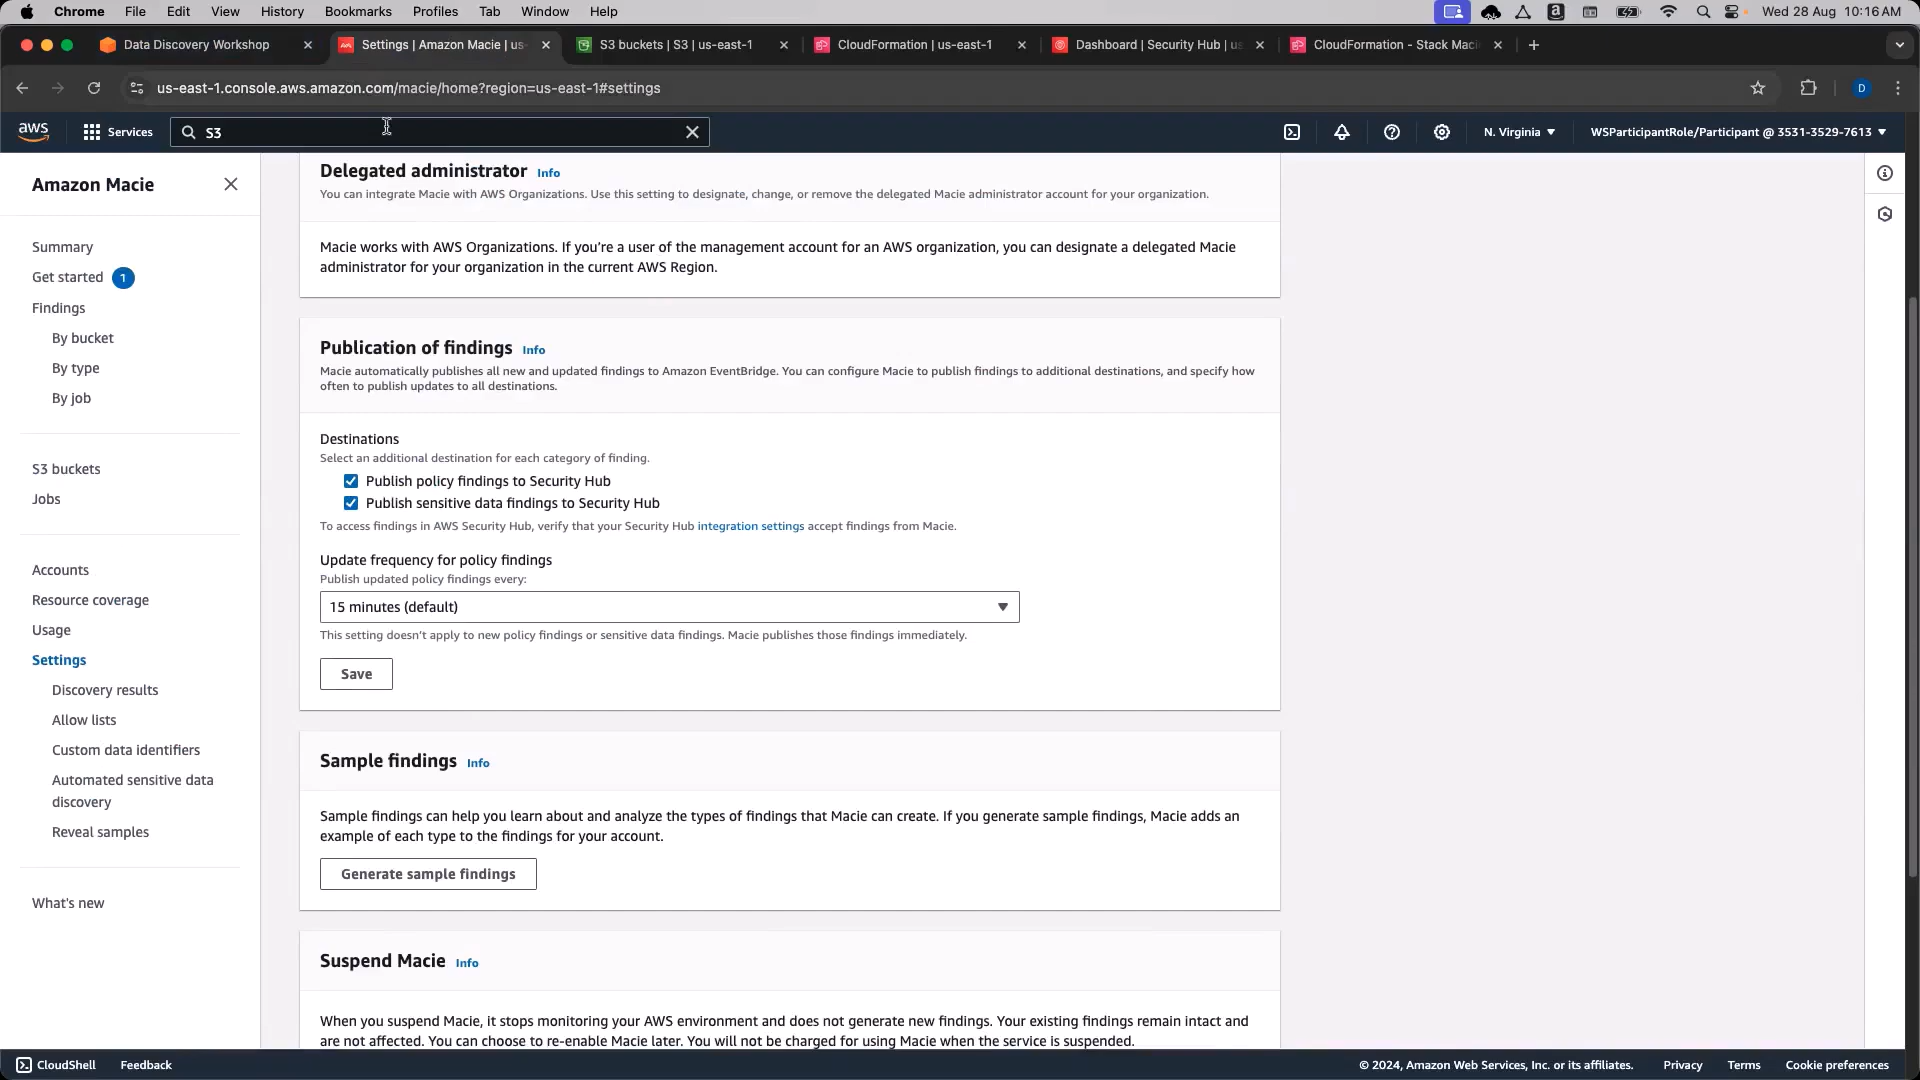 Chrome File Edit View History Bookmarks Profiles Tab Window Help Wed 28 Aug 10:16 AM
Data Discovery Workshop Settings | Amazon Macie | us- S3 buckets | S3 | us-east-1 CloudFormation | us-east-1 Dashboard | Security Hub | us CloudFormation - Stack Maci
us-east-1.console.aws.amazon.com/macie/home?region=us-east-1#settings D
aws Services S3 N. Virginia WSParticipantRole/Participant @ 3531-3529-7613
Amazon Macie
Summary
Get started 1
Findings
By bucket
By type
By job
S3 buckets
Jobs
Accounts
Resource coverage
Usage
Settings
Discovery results
Allow lists
Custom data identifiers
Automated sensitive data
discovery
Reveal samples
What's new
Delegated administrator Info
You can integrate Macie with AWS Organizations. Use this setting to designate, change, or remove the delegated Macie administrator account for your organization.
Macie works with AWS Organizations. If you're a user of the management account for an AWS organization, you can designate a delegated Macie
administrator for your organization in the current AWS Region.
Publication of findings Info
Macie automatically publishes all new and updated findings to Amazon EventBridge. You can configure Macie to publish findings to additional destinations, and specify how
often to publish updates to all destinations.
Destinations
Select an additional destination for each category of finding.
Publish policy findings to Security Hub
Publish sensitive data findings to Security Hub
To access findings in AWS Security Hub, verify that your Security Hub integration settings accept findings from Macie.
Update frequency for policy findings
Publish updated policy findings every:
15 minutes (default)
This setting doesn't apply to new policy findings or sensitive data findings. Macie publishes those findings immediately.
Save
Sample findings Info
Sample findings can help you learn about and analyze the types of findings that Macie can create. If you generate sample findings, Macie adds an
example of each type to the findings for your account.
Generate sample findings
Suspend Macie Info
When you suspend Macie, it stops monitoring your AWS environment and does not generate new findings. Your existing findings remain intact and
are not affected. You can choose to re-enable Macie later. You will not be charged for using Macie when the service is suspended.
CloudShell Feedback © 2024, Amazon Web Services, Inc. or its affiliates. Privacy Terms Cookie preferences